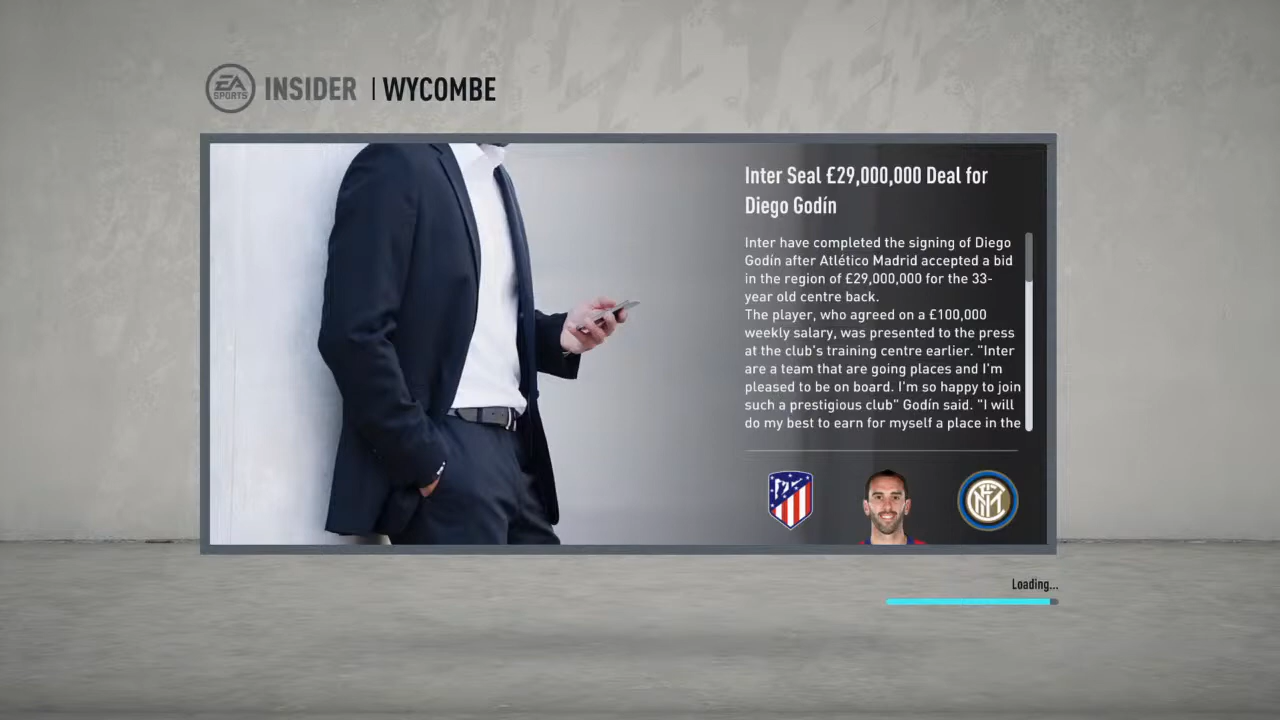 EA SPORTS INSIDER | WYCOMBE
Inter Seal £29,000,000 Deal for
Diego Godín
Inter have completed the signing of Diego
Godín after Atlético Madrid accepted a bid
in the region of £29,000,000 for the 33-
year old centre back.
The player, who agreed on a £100,000
weekly salary, was presented to the press
at the club's training centre earlier. "Inter
are a team that are going places and I'm
pleased to be on board. I'm so happy to join
such a prestigious club" Godín said. "I will
do my best to earn for myself a place in the
Loading...